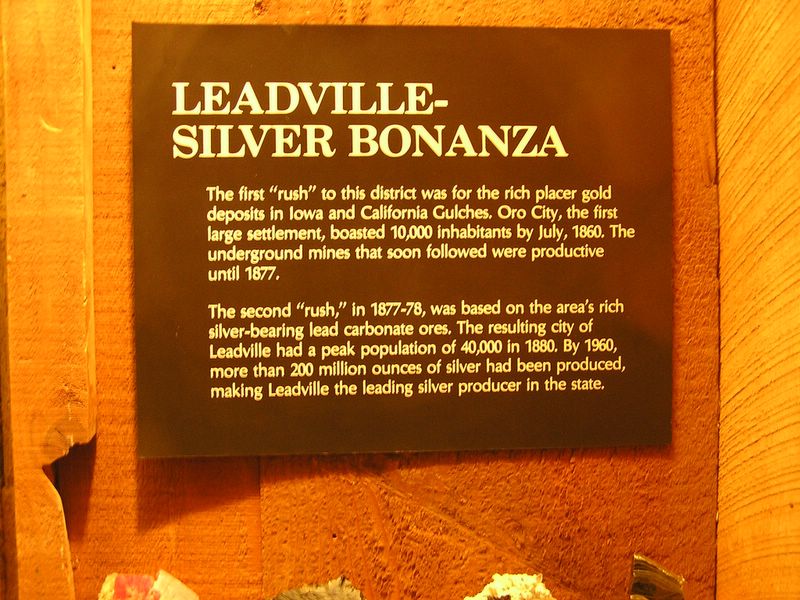 LEADVILLE-
SILVER BONANZA
The first “rush” to this district was for the rich placer gold
deposits in Iowa and California Gulches. Oro City, the first
large settlement, boasted 10,000 inhabitants by July, 1860. The
underground mines that soon followed were productive
until 1877.
The second “rush,” in 1877-78, was based on the area’s rich
silver-bearing lead carbonate ores. The resulting city of
Leadville had a peak population of 40,000 in 1880. By 1960,
more than 200 million ounces of silver had been produced,
making Leadville the leading silver producer in the state.